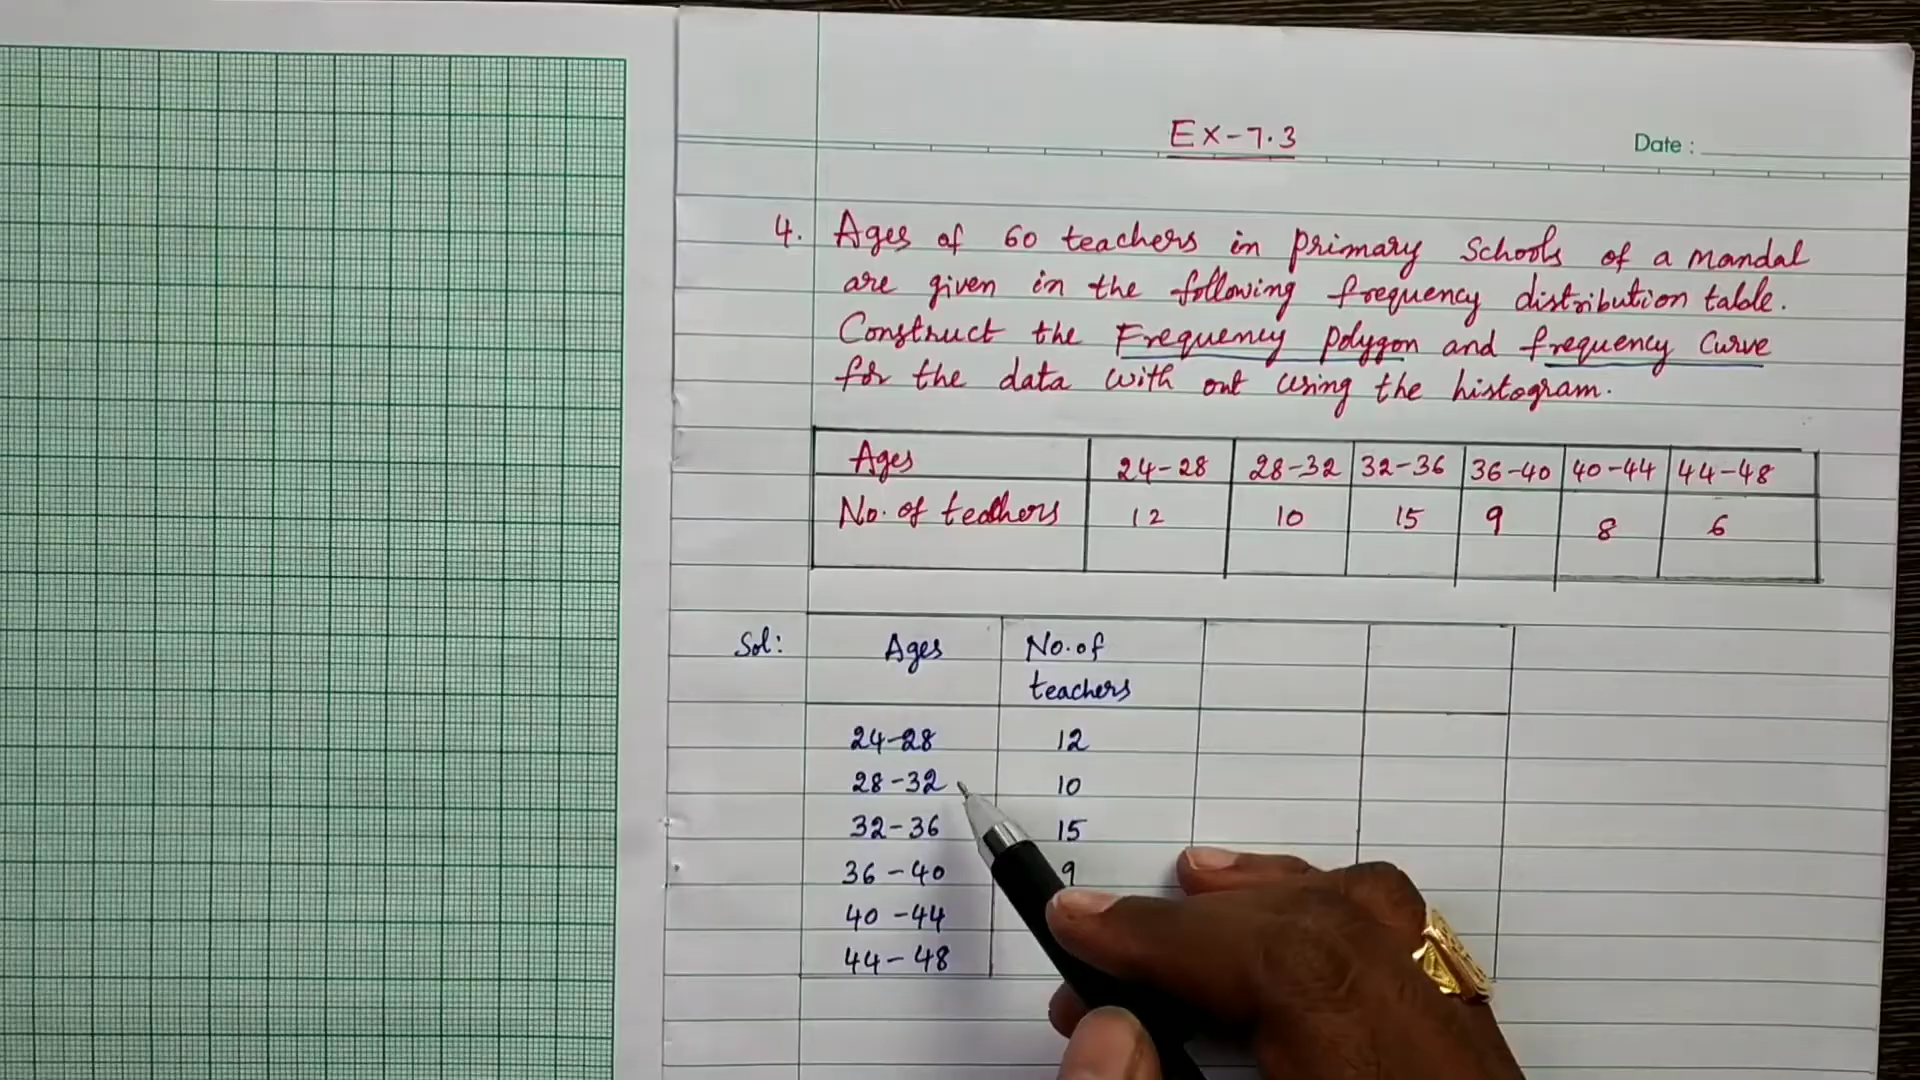 Ex-7.3
Date :
4. Ages of 60 teachers in primary Schools of a mandal
are given in the following frequency distribution table.
Construct the Frequency polygon and frequency Curve
for the data with out using the histogram.
Ages 24-28 28-32 32-36 36-40 40-44 44-48
No. of teachers 12 10 15 9 8 6
Sol: Ages No. of
teachers
24-28 12
28-32 10
32-36 15
36-40 9
40-44
44-48